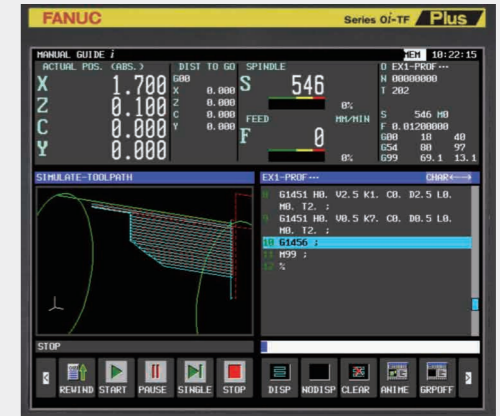 FANUC
Series 0i-TF Plus
MANUAL GUIDE i
MEM 10:22:15
ACTUAL POS. (ABS.)
X 1.700
Z 0.100
C 0.000
Y 0.000
DIST TO GO
G00
X 0.000
Z 0.000
C 0.000
Y 0.000
SPINDLE
S 546
0%
FEED MM/MIN
F 0
0%
O EX1-PROF···
N 00000000
T 202
S 546 M0
F 0.01200000
G00 18 40
G54 80 97
G99 69.1 13.1
SIMULATE-TOOLPATH
EX1-PROF··· CHAR
8 G1451 H0. V2.5 K1. C0. D2.5 L0.
M0. T2. ;
9 G1451 H0. V0.5 K7. C0. D0.5 L0.
M0. T2. ;
10 G1456 ;
11 M99 ;
12 %
STOP
REWIND START PAUSE SINGLE STOP DISP NODISP CLEAR ANIME GRPOFF